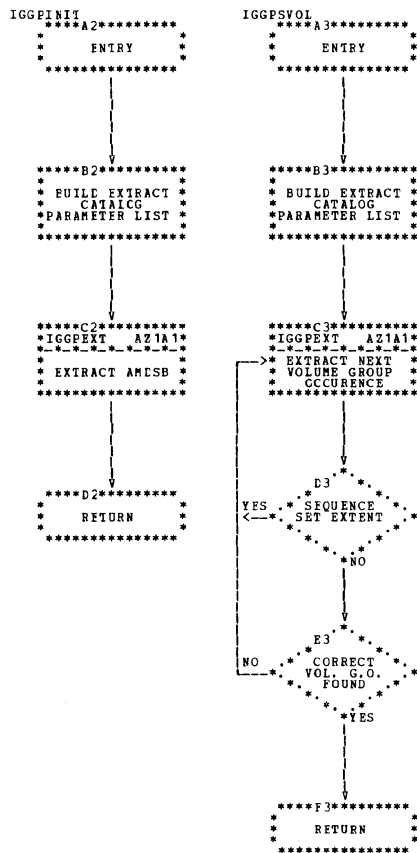 IGGPINIT
A2
ENTRY
B2
BUILD EXTRACT
CATALCG
PARAMETER LIST
C2
IGGPEXT AZ1A1
EXTRACT AMDSB
D2
RETURN
IGGPSVOL
A3
ENTRY
B3
BUILD EXTRACT
CATALOG
PARAMETER LIST
C3
IGGPEXT AZ1A1
EXTRACT NEXT
VOLUME GROUP
OCCURENCE
D3
SEQUENCE
SET EXTENT
YES
NO
E3
CORRECT
VOL. G.O.
FOUND
NO
YES
F3
RETURN